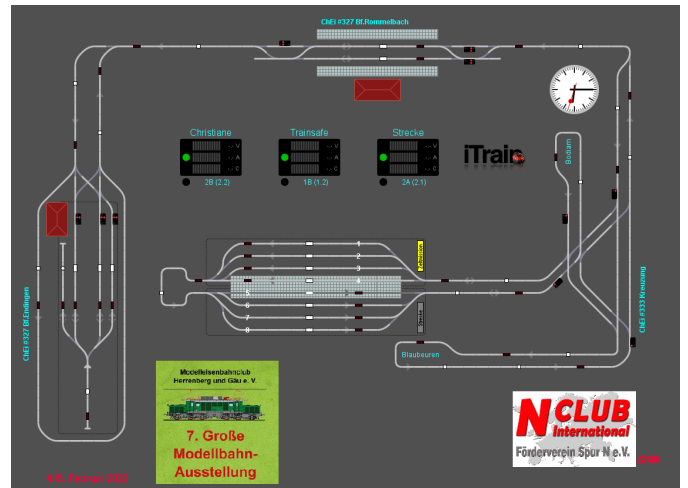 ChEi #327 Bf.Rommelbach
Christiane
Trainsafe
Strecke
V
A
C
V
A
C
V
A
C
2B (2:2)
1B (1:2)
2A (2:1)
iTrain
Bodiam
1
2
3
4
5
6
7
8
Strecke
ChEi #327 Bf.Endingen
ChEi #333 Kreuzung
Blaubeuren
Modelleisenbahnclub
Herrenberg und Gäu e. V.
7. Große
Modellbahn-
Ausstellung
N CLUB
International
Förderverein Spur N e.V.